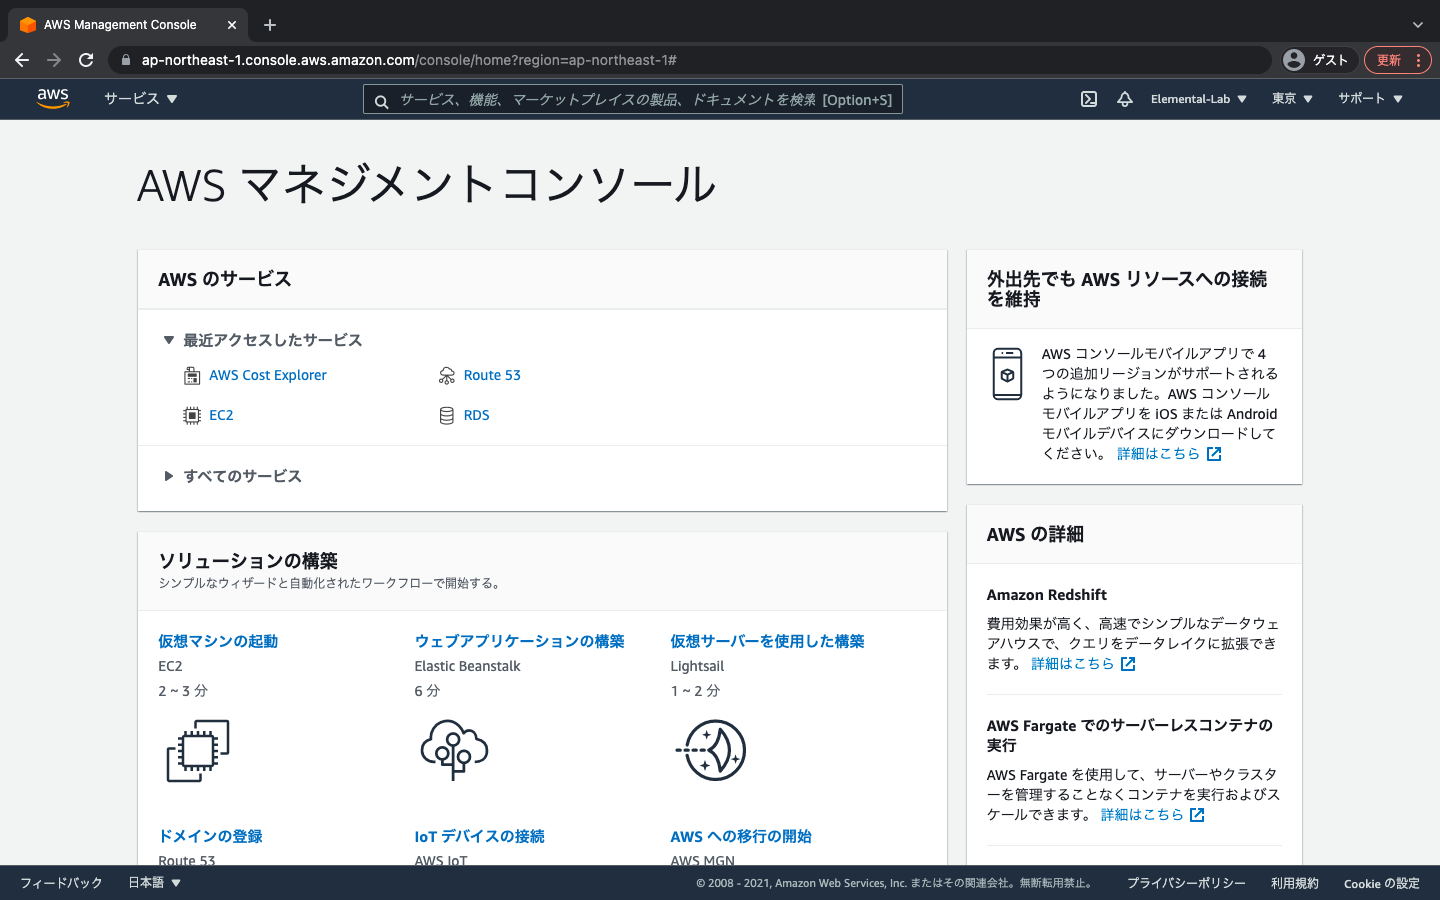 AWS Management Console
ap-northeast-1.console.aws.amazon.com/console/home?region=ap-northeast-1#
ゲスト
更新
aws
サービス
サービス、機能、マーケットプレイスの製品、ドキュメントを検索 [Option+S]
Elemental-Lab
東京
サポート
AWS マネジメントコンソール
AWS のサービス
最近アクセスしたサービス
AWS Cost Explorer
Route 53
EC2
RDS
すべてのサービス
ソリューションの構築
シンプルなウィザードと自動化されたワークフローで開始する。
仮想マシンの起動
EC2
2 ~ 3 分
ウェブアプリケーションの構築
Elastic Beanstalk
6 分
仮想サーバーを使用した構築
Lightsail
1 ~ 2 分
ドメインの登録
Route 53
IoT デバイスの接続
AWS IoT
AWS への移行の開始
AWS MGN
外出先でも AWS リソースへの接続
を維持
AWS コンソールモバイルアプリで 4
つの追加リージョンがサポートされる
ようになりました。AWS コンソール
モバイルアプリを iOS または Android
モバイルデバイスにダウンロードして
ください。 詳細はこちら
AWS の詳細
Amazon Redshift
費用効果が高く、高速でシンプルなデータウェ
アハウスで、クエリをデータレイクに拡張でき
ます。 詳細はこちら
AWS Fargate でのサーバーレスコンテナの
実行
AWS Fargate を使用して、サーバーやクラスタ
ーを管理することなくコンテナを実行およびス
ケールできます。 詳細はこちら
フィードバック
日本語
© 2008 - 2021, Amazon Web Services, Inc. またはその関連会社。無断転用禁止。
プライバシーポリシー
利用規約
Cookie の設定